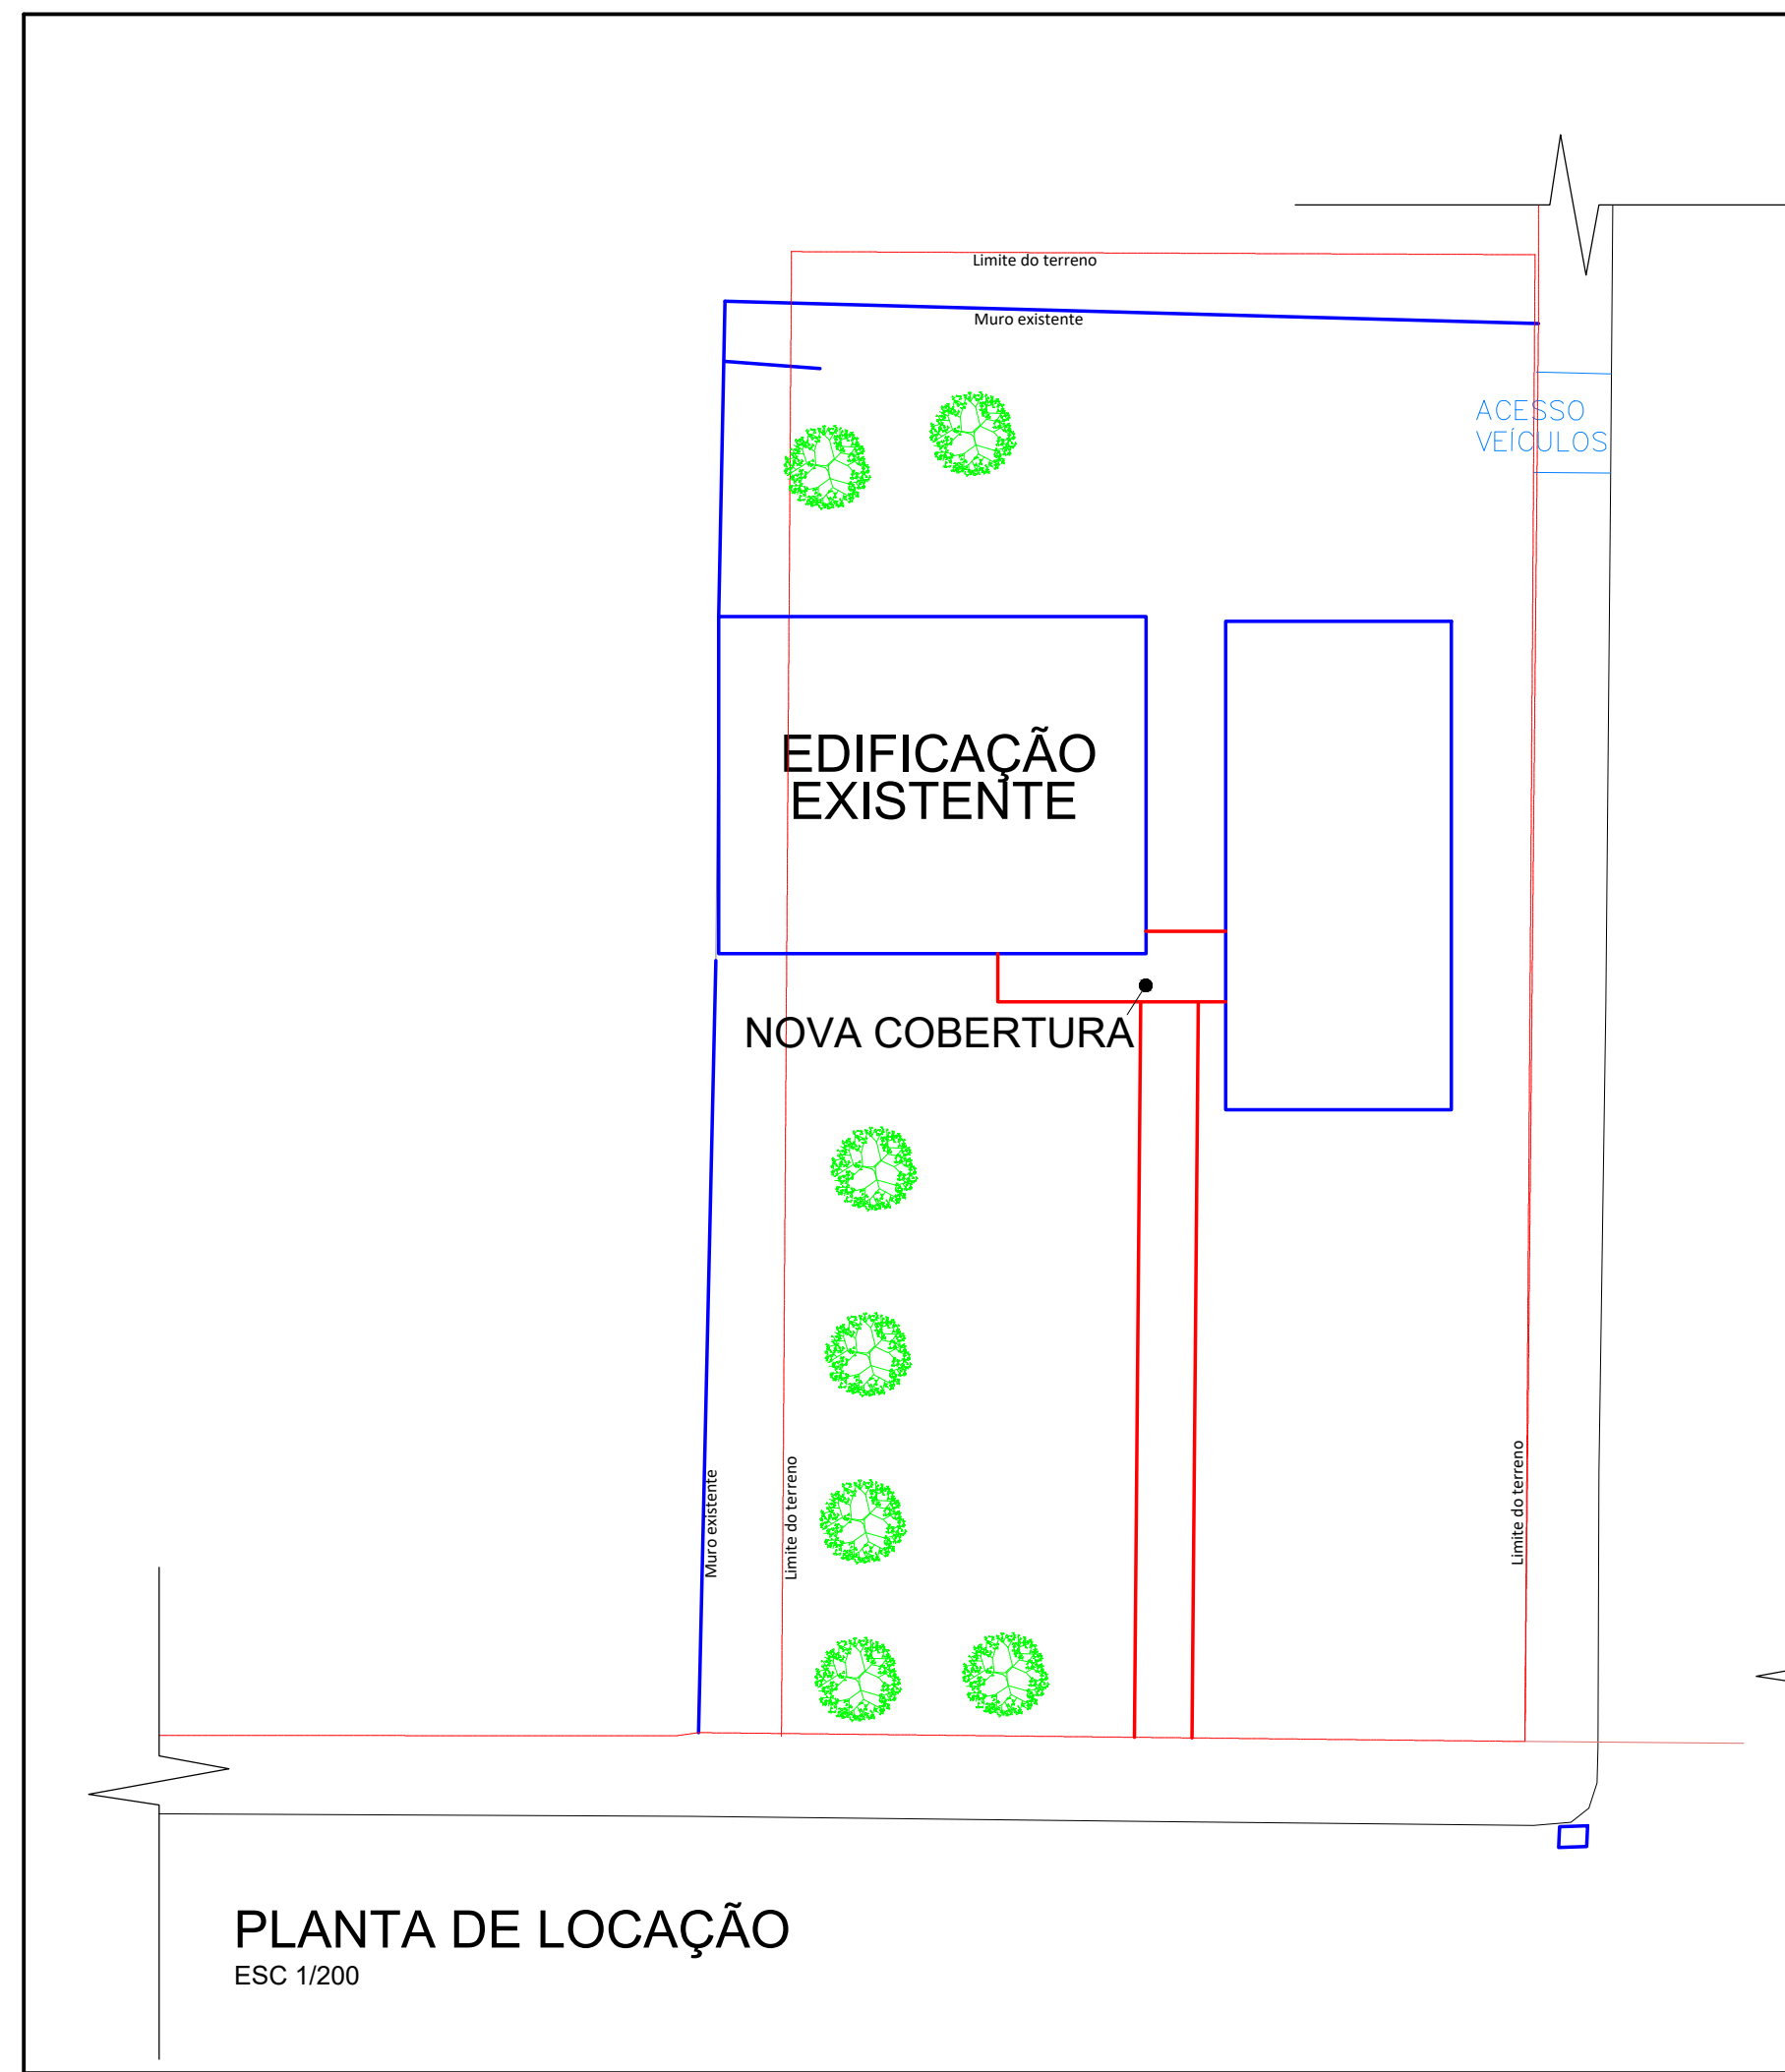 Limite do terreno
Muro existente
ACESSO
VEÍCULOS
EDIFICAÇÃO
EXISTENTE
NOVA COBERTURA
Muro existente
Limite do terreno
Limite do terreno
PLANTA DE LOCAÇÃO
ESC 1/200